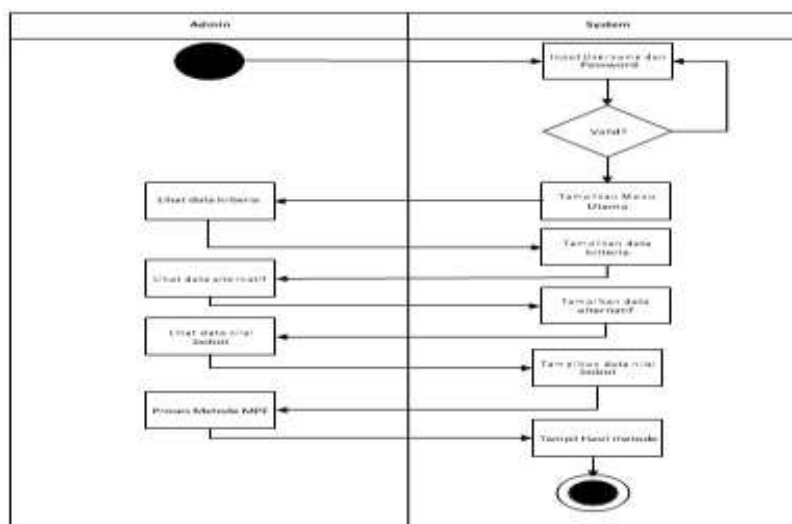 Admin
System
Input Username dan
Password
Valid?
Lihat data kriteria
Tampilkan Menu
Utama
Tampilkan data
kriteria
Lihat data alternatif
Tampilkan data
alternatif
Lihat data nilai
bobot
Tampilkan data nilai
bobot
Proses Metode MPE
Tampil Hasil metode